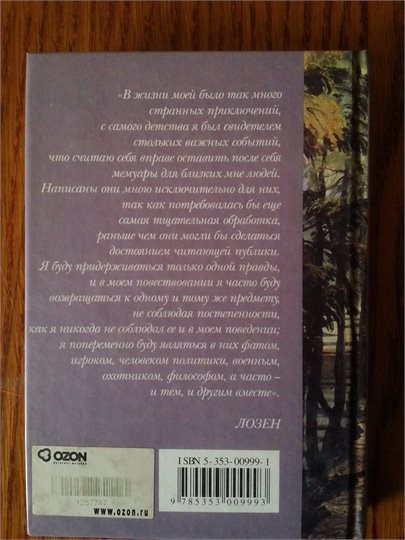 «В жизни моей было так много
странных приключений,
с самого детства я был свидетелем
стольких важных событий,
что считаю себя вправе оставить после себя
мемуары для близких мне людей.
Написаны они мною исключительно для них,
так как потребовалась бы еще
самая тщательная обработка,
раньше чем они могли бы сделаться
достоянием читающей публики.
Я буду придерживаться только одной правды,
и в моем повествовании я часто буду
возвращаться к одному и тому же предмету,
не соблюдая постепенности,
как я никогда не соблюдал ее и в моем поведении;
я попеременно буду являться в них фатом,
игроком, человеком политики, военным,
охотником, философом, а часто –
и тем, и другим вместе».
ЛОЗЕН
OZON
1257747
www.ozon.ru
ISBN 5-353-00999-1
9 785353 009993